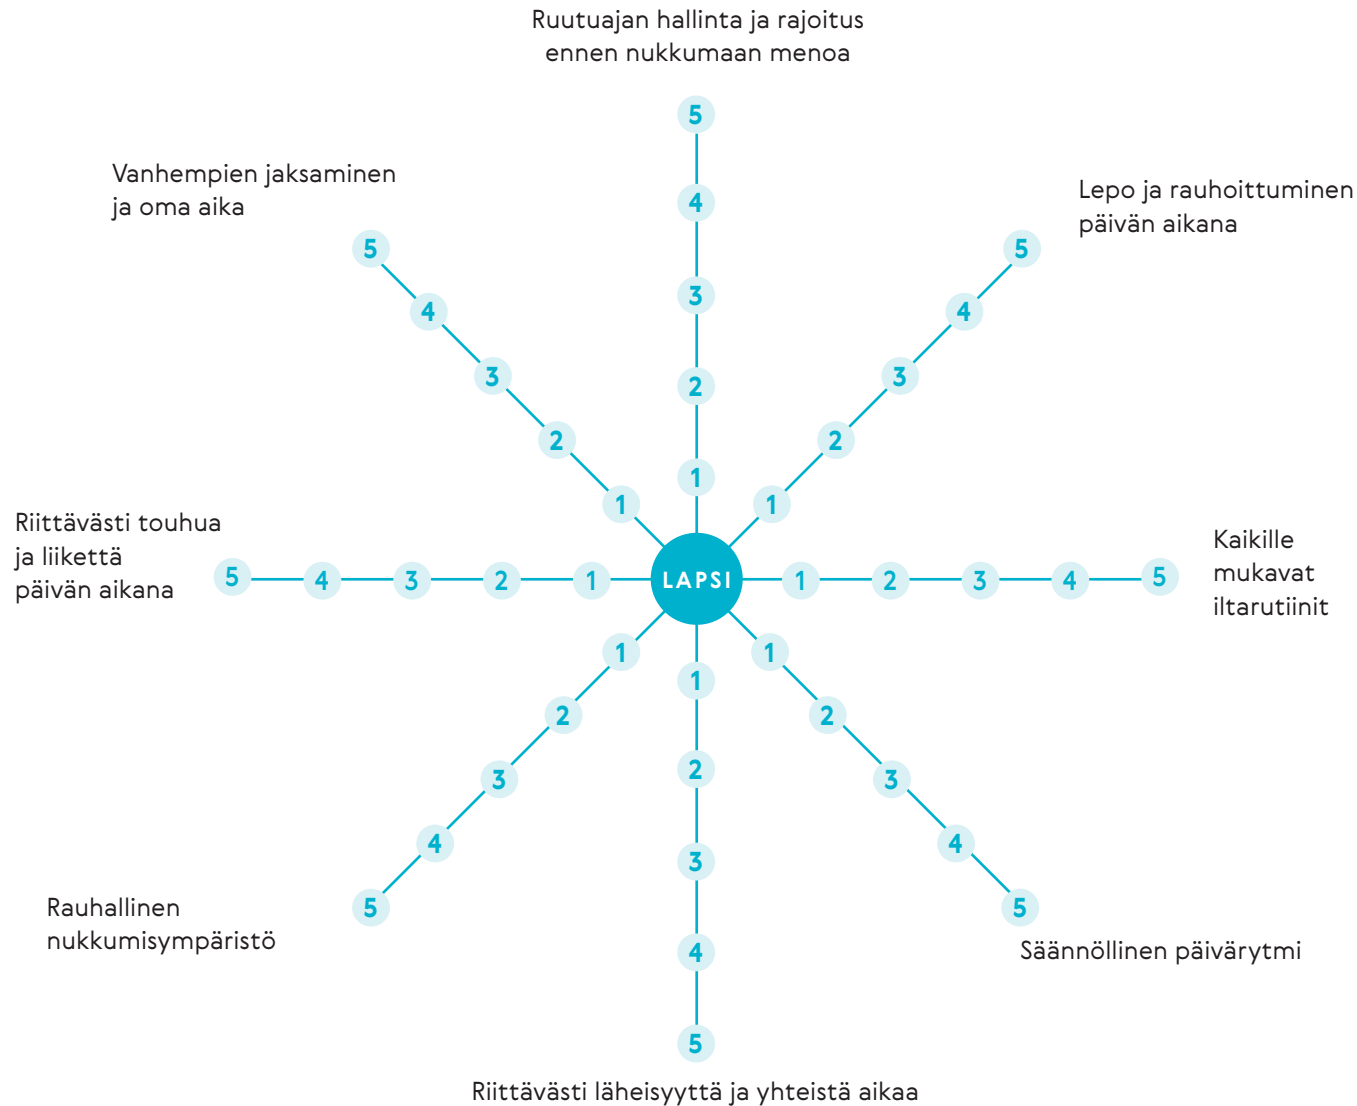 Ruutuajan hallinta ja rajoitus
ennen nukkumaan menoa
5
4
3
2
1
Lepo ja rauhoittuminen
päivän aikana
5
4
3
2
1
Kaikille
mukavat
iltarutiinit
1
2
3
4
5
Säännöllinen päivärytmi
1
2
3
4
5
Riittävästi läheisyyttä ja yhteistä aikaa
1
2
3
4
5
Rauhallinen
nukkumisympäristö
1
2
3
4
5
Riittävästi touhua
ja liikettä
päivän aikana
5
4
3
2
1
Vanhempien jaksaminen
ja oma aika
5
4
3
2
1
LAPSI